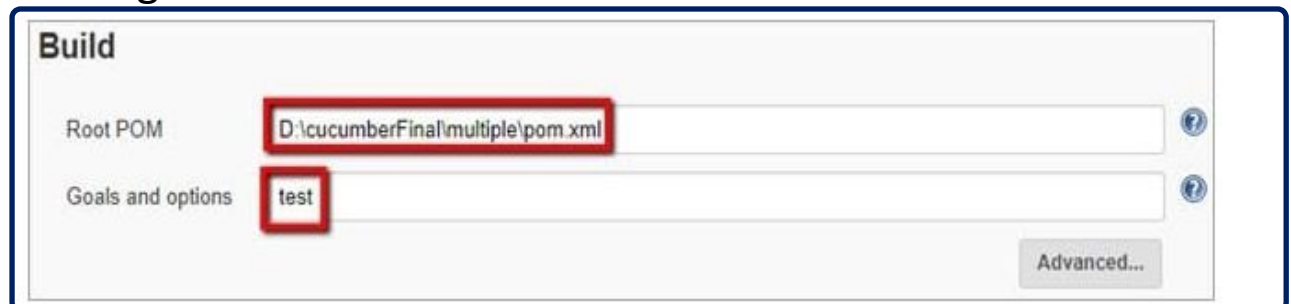 Build
Root POM D:\cucumberFinal\multiple\pom.xml
Goals and options test
Advanced...